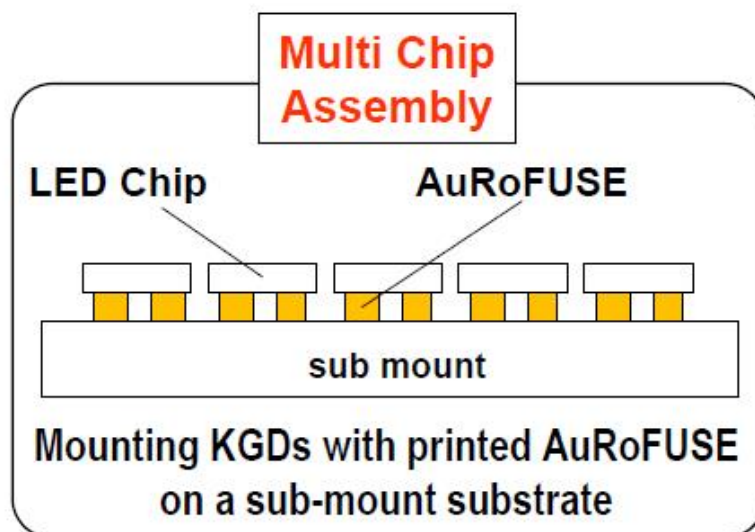 Multi Chip
Assembly
LED Chip
AuRoFUSE
sub mount
Mounting KGDs with printed AuRoFUSE
on a sub-mount substrate